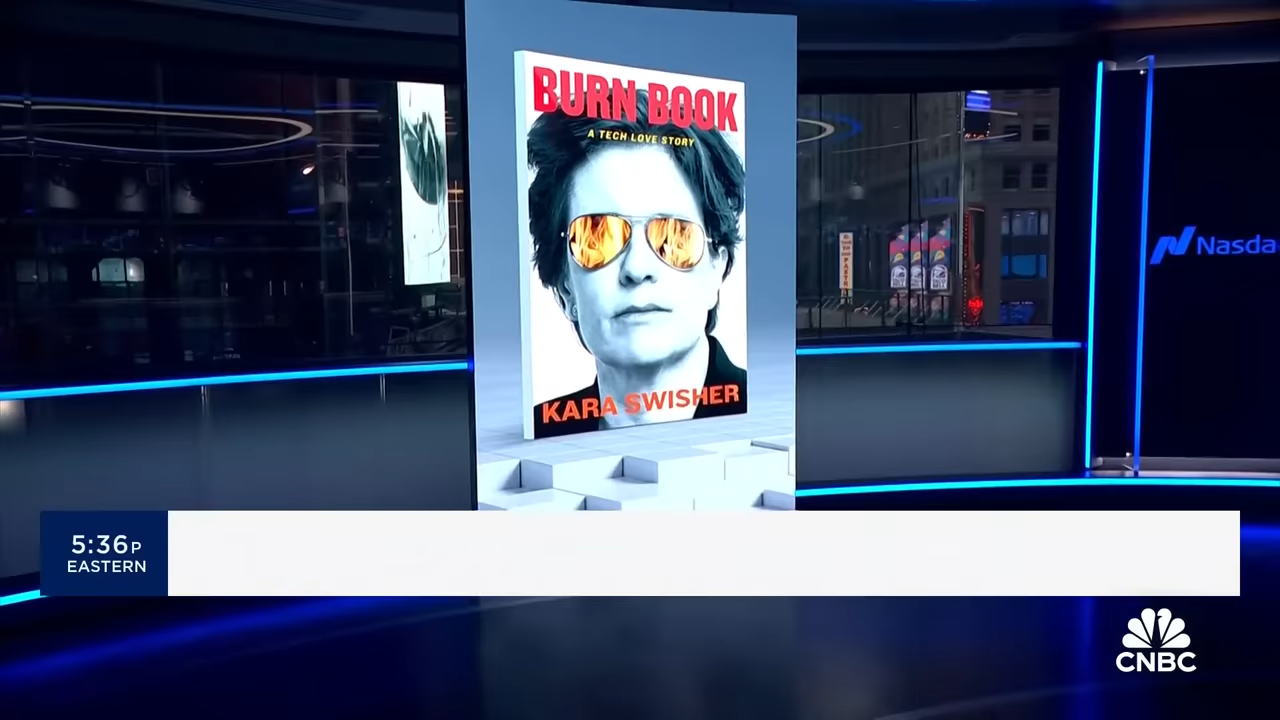 BURN BOOK
A TECH LOVE STORY
KARA SWISHER
Nasda
5:36P
EASTERN
CNBC